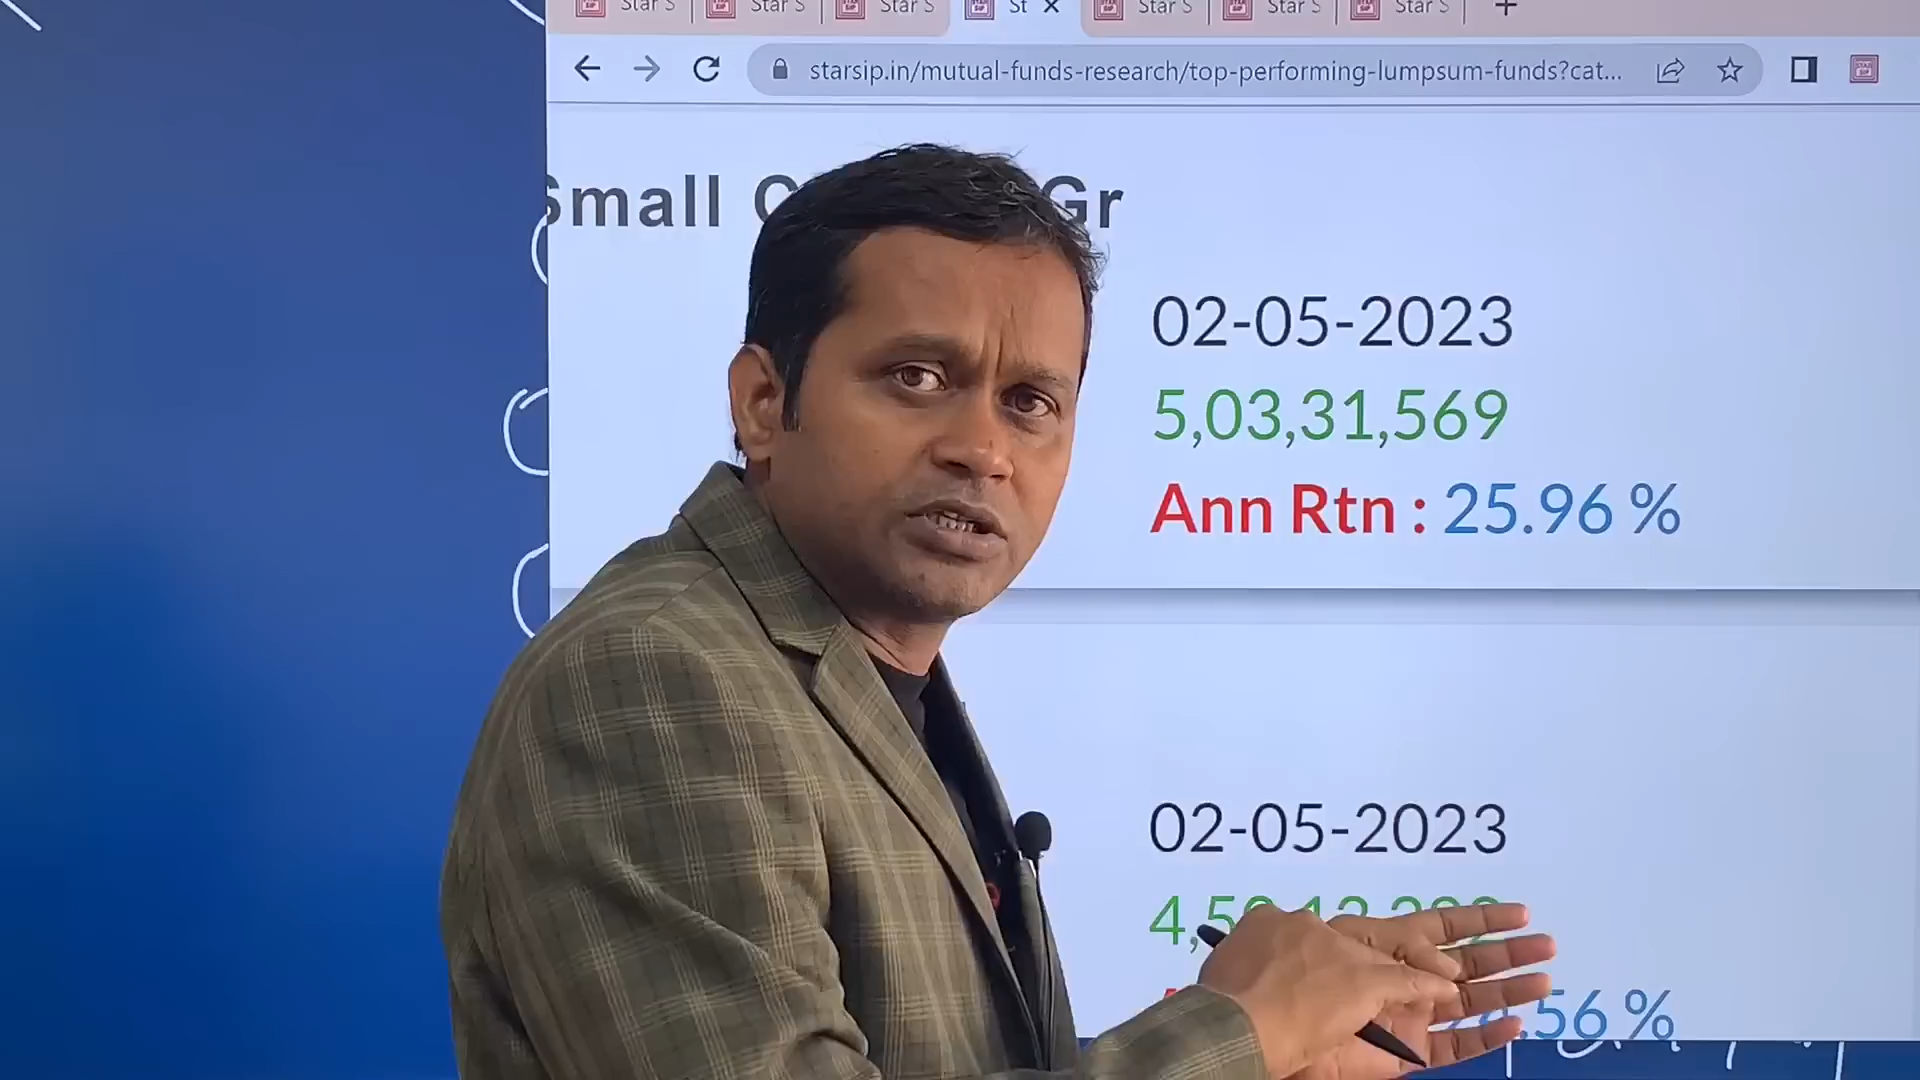 Star S Star S Star S St Star S Star S Star S
starsip.in/mutual-funds-research/top-performing-lumpsum-funds?cat...
Small Gr
02-05-2023
5,03,31,569
Ann Rtn : 25.96 %
02-05-2023
.56 %